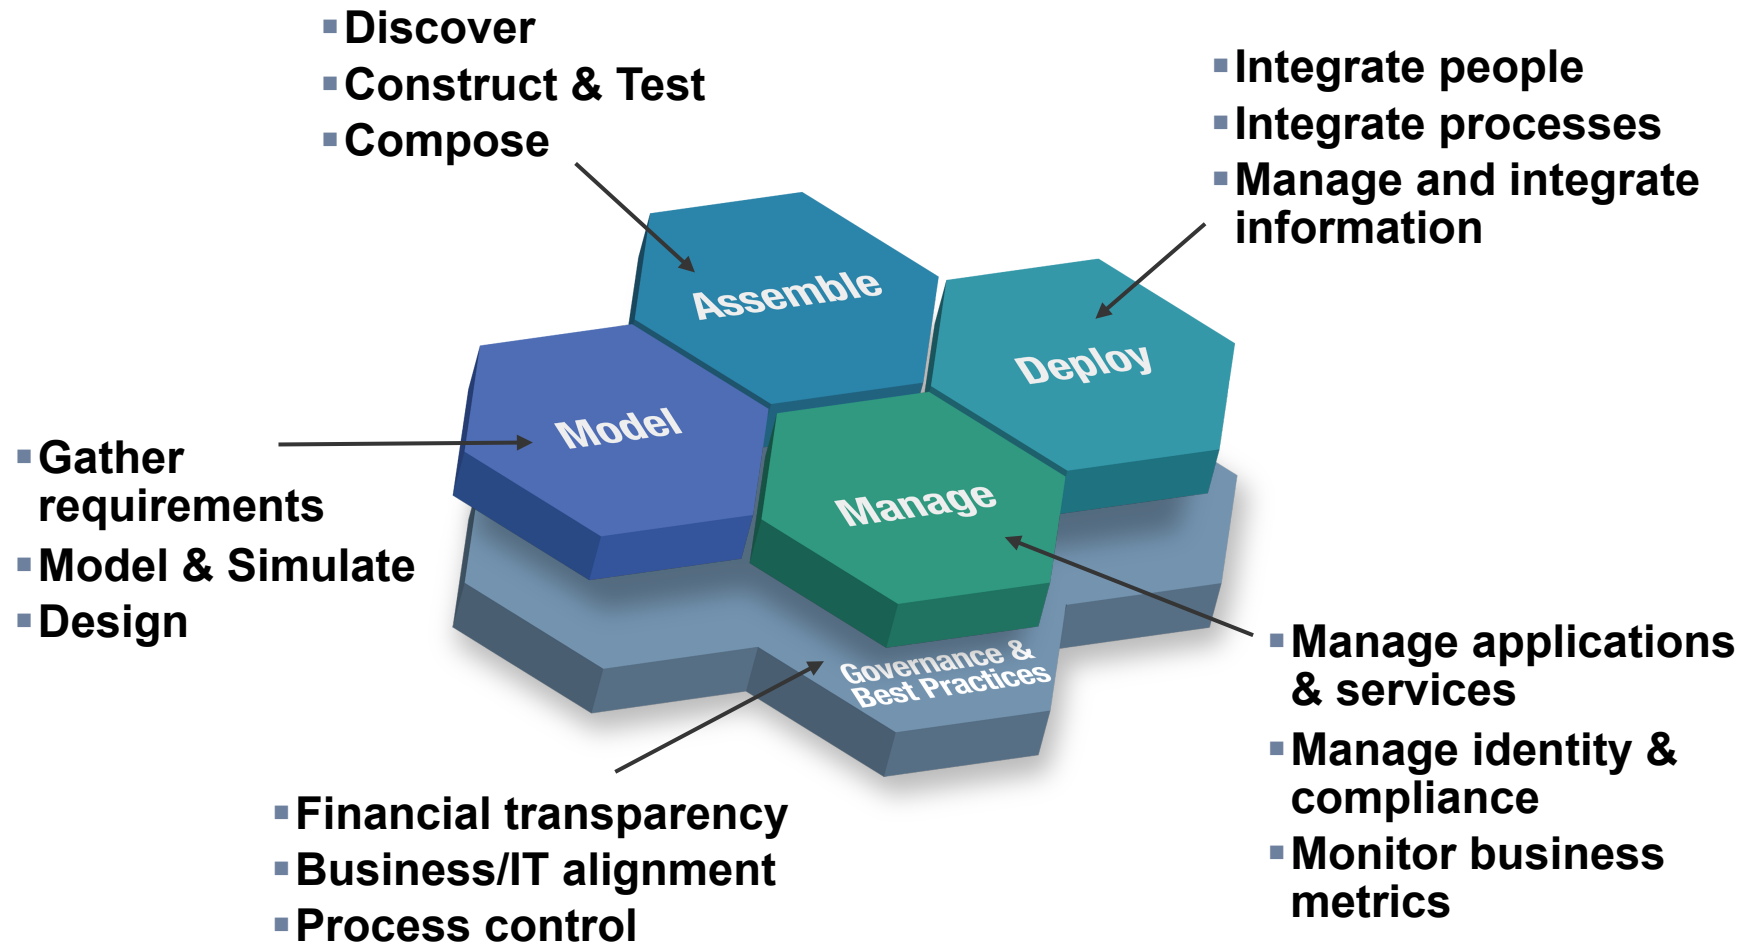 ▪Discover
▪Construct & Test
▪Compose
▪Integrate people
▪Integrate processes
▪Manage and integrate
information
Assemble
Deploy
Model
Manage
▪Gather
requirements
▪Model & Simulate
▪Design
Governance &
Best Practices
▪Manage applications
& services
▪Manage identity &
compliance
▪Monitor business
metrics
▪Financial transparency
▪Business/IT alignment
▪Process control